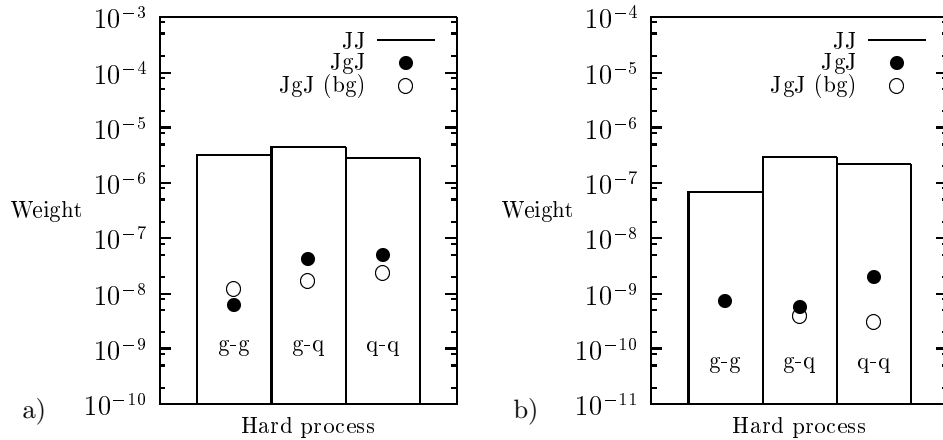 10^{-3}
10^{-4}
10^{-5}
10^{-6}
10^{-7}
10^{-8}
10^{-9}
10^{-10}
Weight
JJ
JgJ
JgJ (bg)
g-g g-q q-q
Hard process
a)
10^{-4}
10^{-5}
10^{-6}
10^{-7}
10^{-8}
10^{-9}
10^{-10}
10^{-11}
Weight
JJ
JgJ
JgJ (bg)
g-g g-q q-q
Hard process
b)